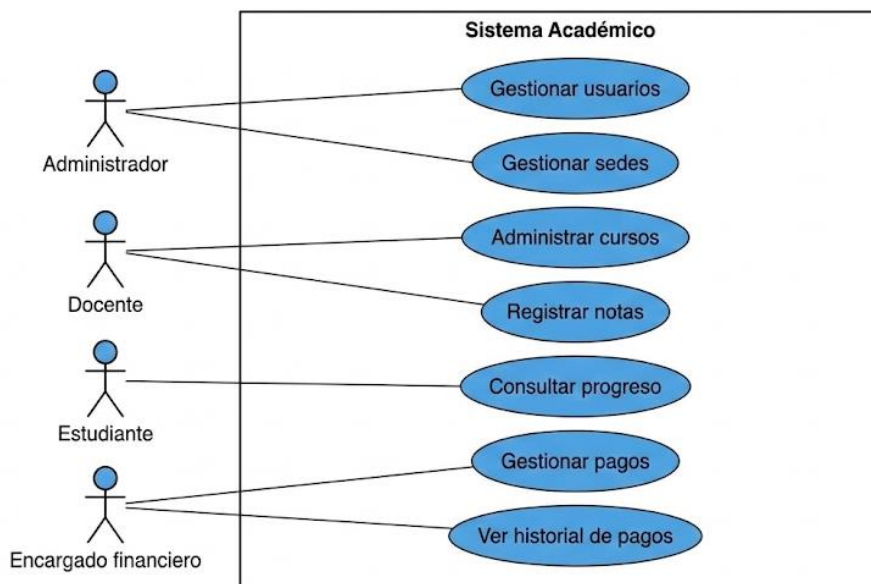 Sistema Académico
Gestionar usuarios
Administrador
Gestionar sedes
Administrar cursos
Docente
Registrar notas
Consultar progreso
Estudiante
Gestionar pagos
Encargado financiero
Ver historial de pagos